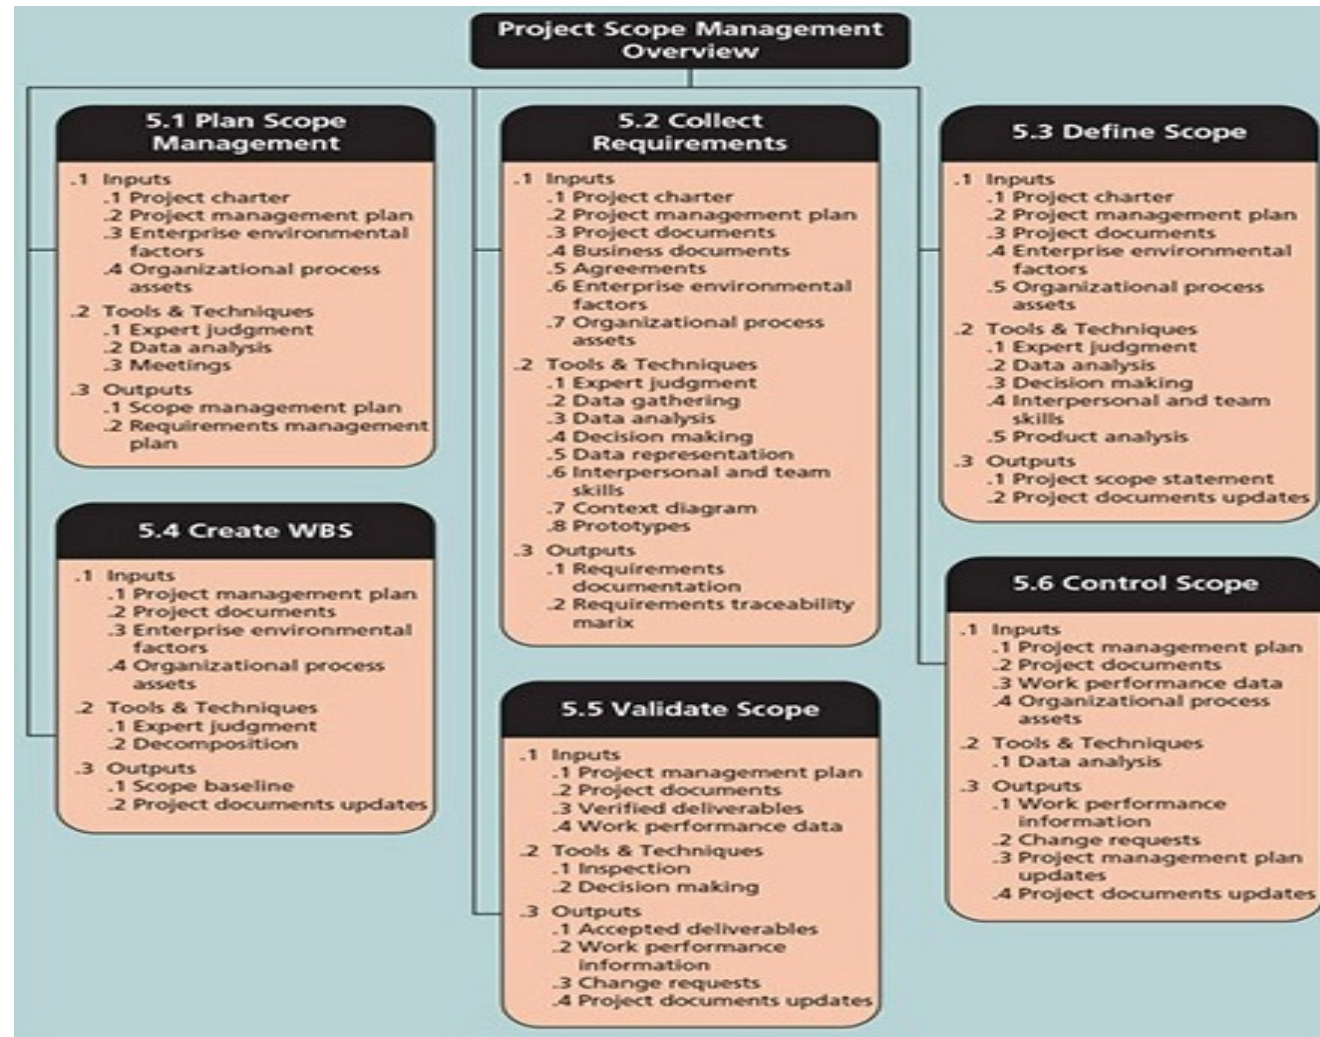 Project Scope Management
Overview
5.1 Plan Scope
Management
.1 Inputs
.1 Project charter
.2 Project management plan
.3 Enterprise environmental
factors
.4 Organizational process
assets
.2 Tools & Techniques
.1 Expert judgment
.2 Data analysis
.3 Meetings
.3 Outputs
.1 Scope management plan
.2 Requirements management
plan
5.2 Collect
Requirements
.1 Inputs
.1 Project charter
.2 Project management plan
.3 Project documents
.4 Business documents
.5 Agreements
.6 Enterprise environmental
factors
.7 Organizational process
assets
.2 Tools & Techniques
.1 Expert judgment
.2 Data gathering
.3 Data analysis
.4 Decision making
.5 Data representation
.6 Interpersonal and team
skills
.7 Context diagram
.8 Prototypes
.3 Outputs
.1 Requirements
documentation
.2 Requirements traceability
marix
5.3 Define Scope
.1 Inputs
.1 Project charter
.2 Project management plan
.3 Project documents
.4 Enterprise environmental
factors
.5 Organizational process
assets
.2 Tools & Techniques
.1 Expert judgment
.2 Data analysis
.3 Decision making
.4 Interpersonal and team
skills
.5 Product analysis
.3 Outputs
.1 Project scope statement
.2 Project documents updates
5.4 Create WBS
.1 Inputs
.1 Project management plan
.2 Project documents
.3 Enterprise environmental
factors
.4 Organizational process
assets
.2 Tools & Techniques
.1 Expert judgment
.2 Decomposition
.3 Outputs
.1 Scope baseline
.2 Project documents updates
5.5 Validate Scope
.1 Inputs
.1 Project management plan
.2 Project documents
.3 Verified deliverables
.4 Work performance data
.2 Tools & Techniques
.1 Inspection
.2 Decision making
.3 Outputs
.1 Accepted deliverables
.2 Work performance
information
.3 Change requests
.4 Project documents updates
5.6 Control Scope
.1 Inputs
.1 Project management plan
.2 Project documents
.3 Work performance data
.4 Organizational process
assets
.2 Tools & Techniques
.1 Data analysis
.3 Outputs
.1 Work performance
information
.2 Change requests
.3 Project management plan
updates
.4 Project documents updates